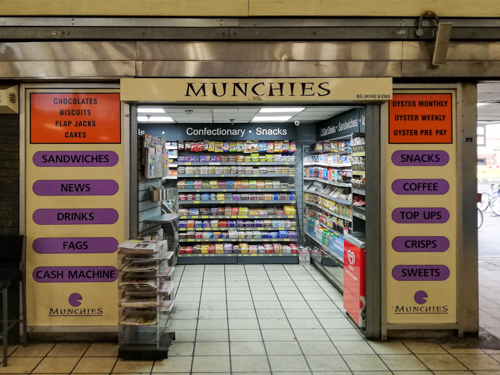 MUNCHIES
BELMORE NEWS
CHOCOLATES
BISCUITS
FLAP JACKS
CAKES
SANDWICHES
NEWS
DRINKS
FAGS
CASH MACHINE
MUNCHIES
Confectionary • Snacks
Sandwiches
OYSTER MONTHLY
OYSTER WEEKLY
OYSTER PRE PAY
SNACKS
COFFEE
TOP UPS
CRISPS
SWEETS
MUNCHIES